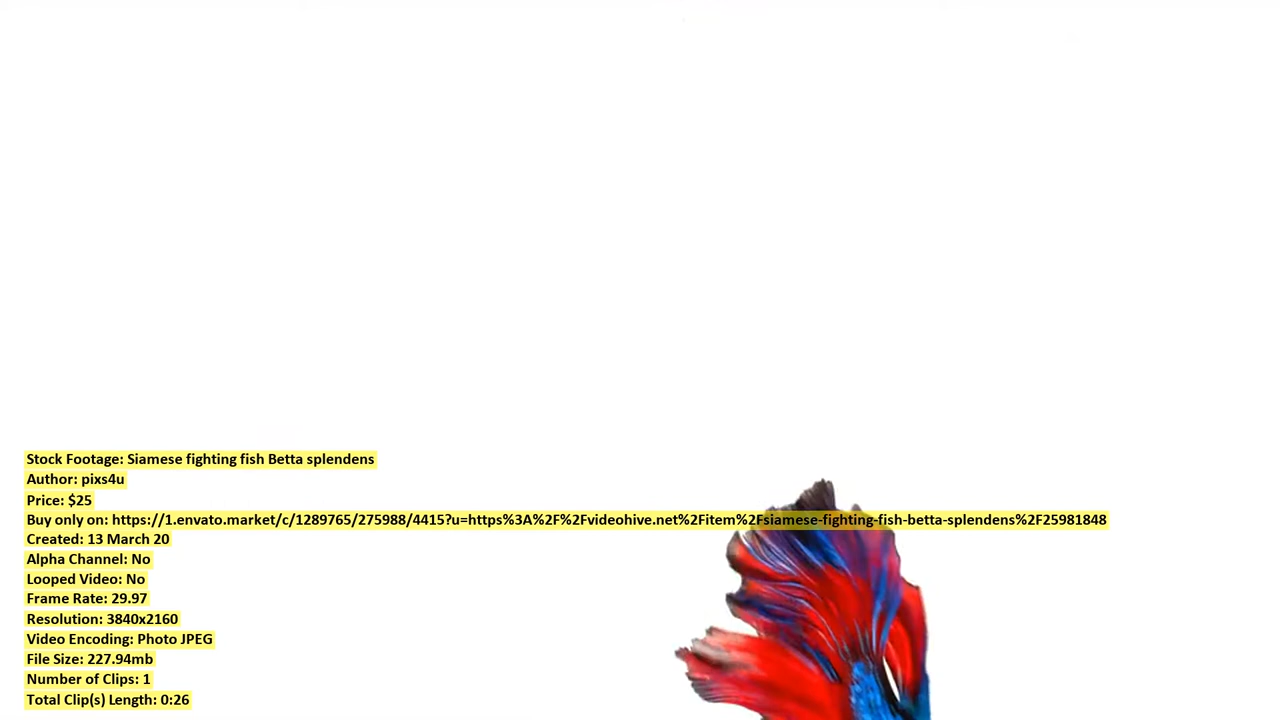 Stock Footage: Siamese fighting fish Betta splendens
Author: pixs4u
Price: $25
Buy only on: https://1.envato.market/c/1289765/275988/4415?u=https%3A%2F%2Fvideohive.net%2Fitem%2Fsiamese-fighting-fish-betta-splendens%2F25981848
Created: 13 March 20
Alpha Channel: No
Looped Video: No
Frame Rate: 29.97
Resolution: 3840x2160
Video Encoding: Photo JPEG
File Size: 227.94mb
Number of Clips: 1
Total Clip(s) Length: 0:26